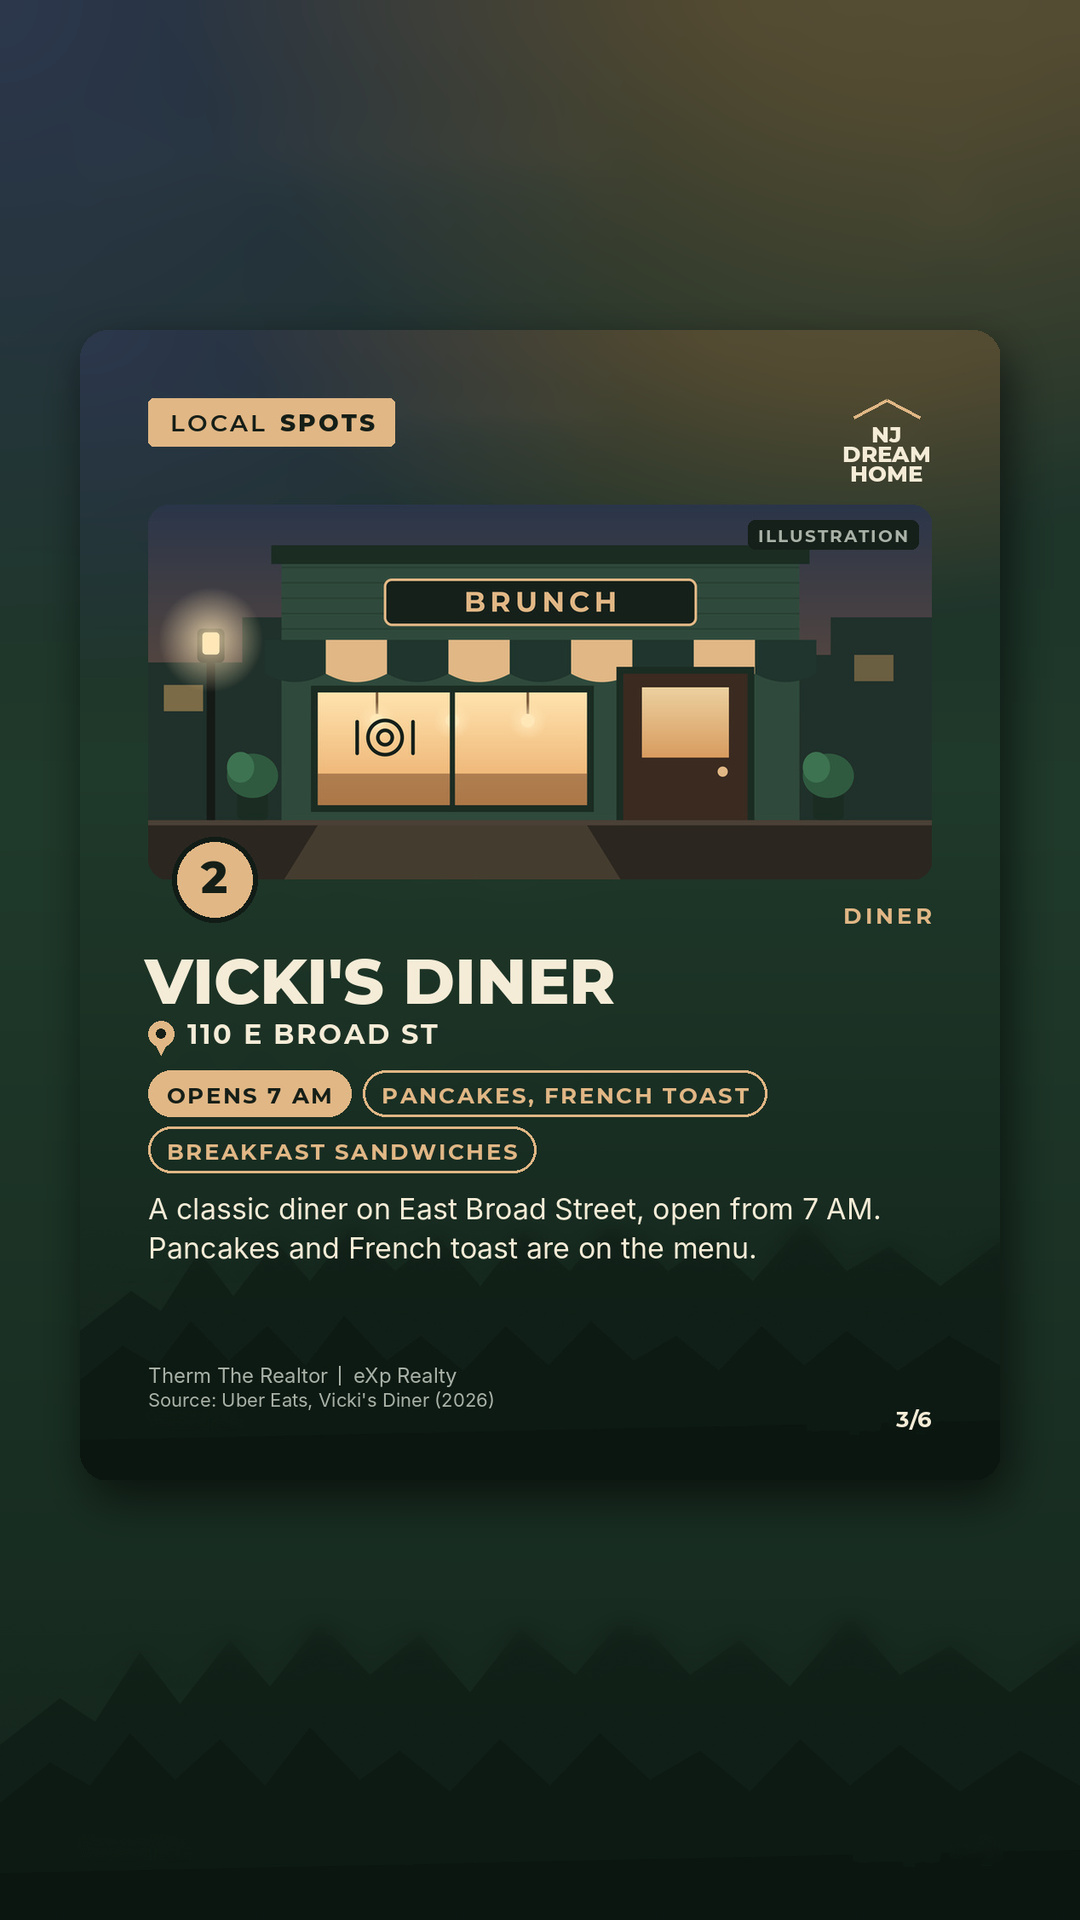 LOCAL SPOTS
NJ
DREAM
HOME
ILLUSTRATION
BRUNCH
2
DINER
VICKI'S DINER
110 E BROAD ST
OPENS 7 AM
PANCAKES, FRENCH TOAST
BREAKFAST SANDWICHES
A classic diner on East Broad Street, open from 7 AM.
Pancakes and French toast are on the menu.
Therm The Realtor | eXp Realty
Source: Uber Eats, Vicki's Diner (2026)
3/6